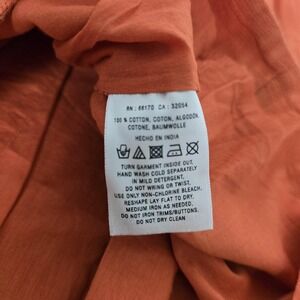 RN : 66170 CA : 32054
100 % COTTON, COTON, ALGODON,
COTONE, BAUMWOLLE
HECHO EN INDIA
TURN GARMENT INSIDE OUT,
HAND WASH COLD SEPARATELY
IN MILD DETERGENT,
DO NOT WRING OR TWIST,
USE ONLY NON-CHLORINE BLEACH,
RESHAPE LAY FLAT TO DRY,
MEDIUM IRON AS NEEDED,
DO NOT IRON TRIMS/BUTTONS.
DO NOT DRY CLEAN